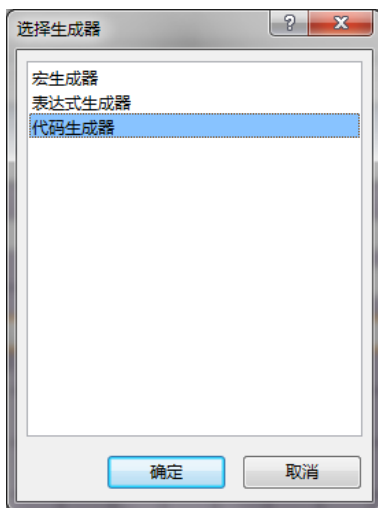 选择生成器
?
宏生成器
表达式生成器
代码生成器
确定
取消